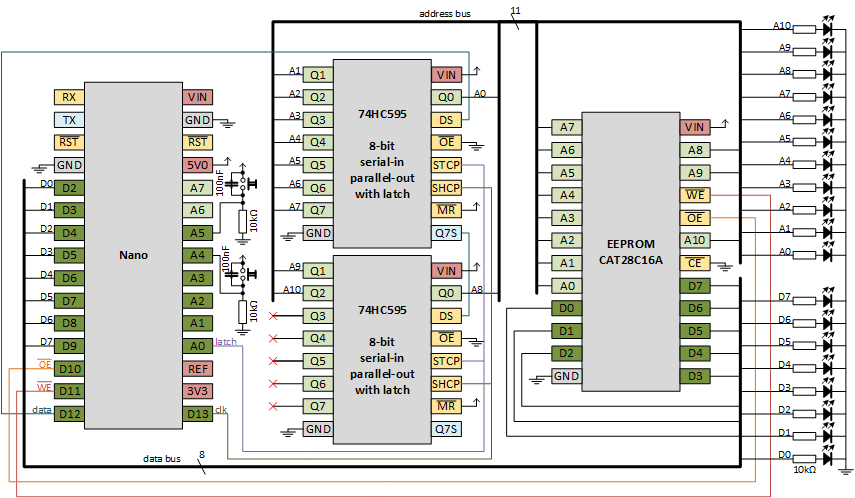 address bus
11
Nano
RX
TX
RST
GND
D2
D3
D4
D5
D6
D7
D8
D9
D10
D11
D12
VIN
GND
RST
5V0
A7
A6
A5
A4
A3
A2
A1
A0
REF
3V3
D13
D0
D1
D2
D3
D4
D5
D6
D7
OE
WE
data
latch
clk
100nF
10kΩ
100nF
10kΩ
data bus
8
A1
A2
A3
A4
A5
A6
A7
Q1
Q2
Q3
Q4
Q5
Q6
Q7
GND
74HC595
8-bit
serial-in
parallel-out
with latch
VIN
Q0
DS
OE
STCP
SHCP
MR
Q7S
A0
A9
A10
Q1
Q2
Q3
Q4
Q5
Q6
Q7
GND
74HC595
8-bit
serial-in
parallel-out
with latch
VIN
Q0
DS
OE
STCP
SHCP
MR
Q7S
A8
A7
A6
A5
A4
A3
A2
A1
A0
D0
D1
D2
GND
EEPROM
CAT28C16A
VIN
A8
A9
WE
OE
A10
CE
D7
D6
D5
D4
D3
A10
A9
A8
A7
A6
A5
A4
A3
A2
A1
A0
D7
D6
D5
D4
D3
D2
D1
D0
10kΩ